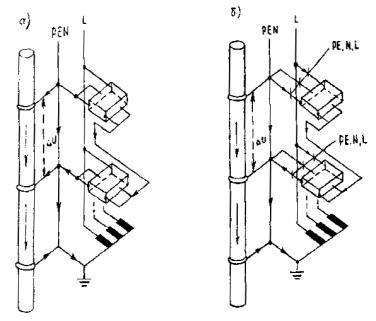 а)
PEN
L
ΔU
б)
PEN
L
PE,N,L
ΔU
PE,N,L